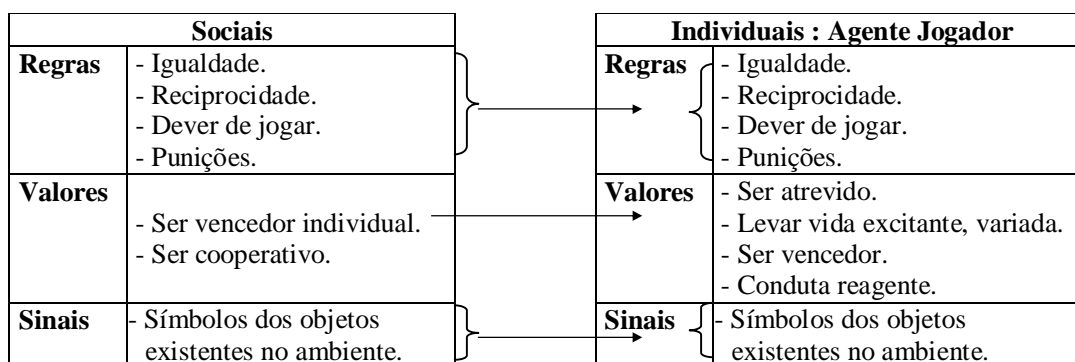 Sociais
Regras - Igualdade.
- Reciprocidade.
- Dever de jogar.
- Punições.
Valores
- Ser vencedor individual.
- Ser cooperativo.
Sinais - Símbolos dos objetos
existentes no ambiente.
Individuais : Agente Jogador
Regras - Igualdade.
- Reciprocidade.
- Dever de jogar.
- Punições.
Valores - Ser atrevido.
- Levar vida excitante, variada.
- Ser vencedor.
- Conduta reagente.
Sinais - Símbolos dos objetos
existentes no ambiente.